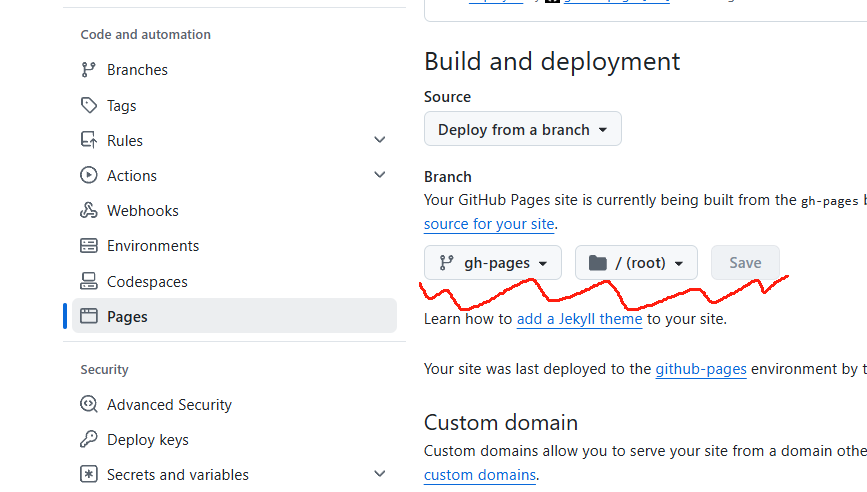 Code and automation
Branches
Tags
Rules
Actions
Webhooks
Environments
Codespaces
Pages
Security
Advanced Security
Deploy keys
Secrets and variables
Build and deployment
Source
Deploy from a branch
Branch
Your GitHub Pages site is currently being built from the gh-pages
source for your site.
gh-pages / (root) Save
Learn how to add a Jekyll theme to your site.
Your site was last deployed to the github-pages environment by
Custom domain
Custom domains allow you to serve your site from a domain
custom domains.